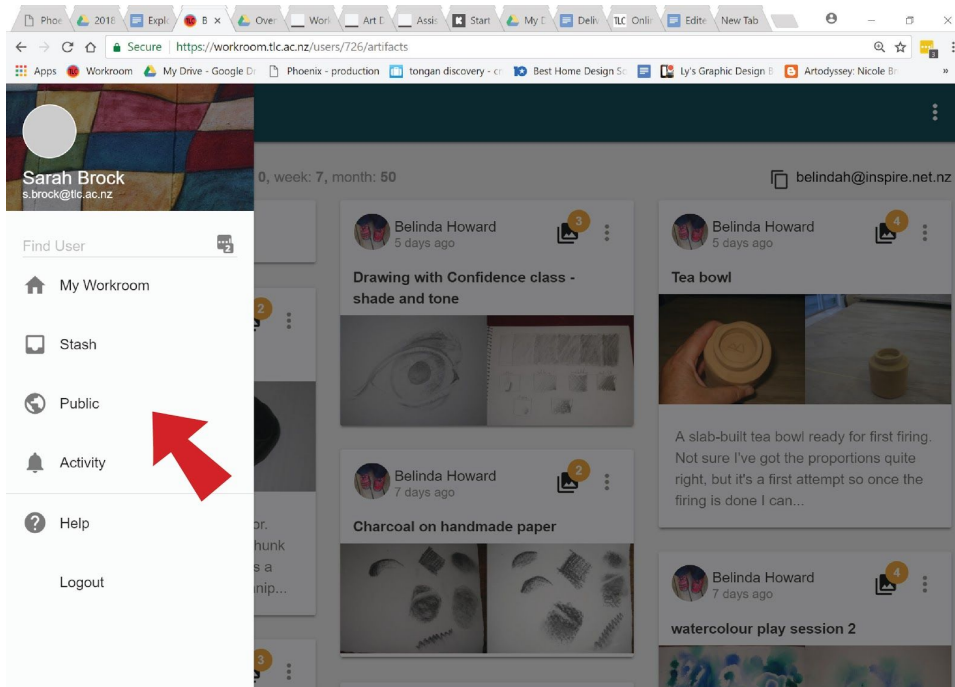 Phoe
2018
Expl
B
Over
Work
Art D
Assis
K Start
My D
Deliv
TLC Onlin
Edite
New Tab
Secure
https://workroom.tlc.ac.nz/users/726/artifacts
3
Apps
Workroom
My Drive - Google Dr
Phoenix - production
tongan discovery - cr
Best Home Design Sc
Ly's Graphic Design B
Artodyssey: Nicole Br
»
Sarah Brock
s.brock@tlc.ac.nz
0, week: 7, month: 50
belindah@inspire.net.nz
Find User
2
My Workroom
Stash
Public
Activity
Help
Logout
2
or.
hunk
s a
nip...
3
Belinda Howard
3
5 days ago
Drawing with Confidence class -
shade and tone
Belinda Howard
2
7 days ago
Charcoal on handmade paper
Belinda Howard
4
5 days ago
Tea bowl
A slab-built tea bowl ready for first firing.
Not sure I've got the proportions quite
right, but it's a first attempt so once the
firing is done I can...
Belinda Howard
4
7 days ago
watercolour play session 2